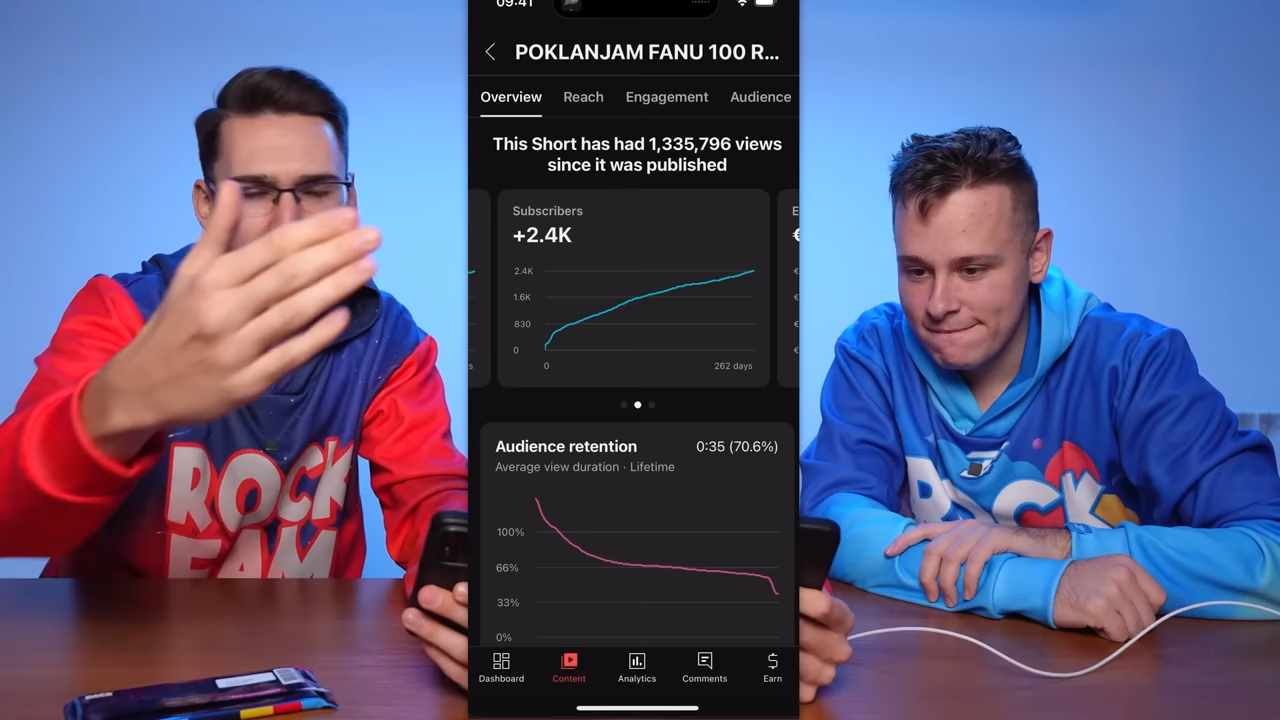 09:41
POKLANJAM FANU 100 R...
Overview Reach Engagement Audience
This Short has had 1,335,796 views
since it was published
Subscribers
+2.4K
2.4K
1.6K
830
0
0 262 days
E
€
€
€
€
€
s
Audience retention 0:35 (70.6%)
Average view duration · Lifetime
100%
66%
33%
0%
Dashboard Content Analytics Comments Earn
ROCK
FAM
ROCK